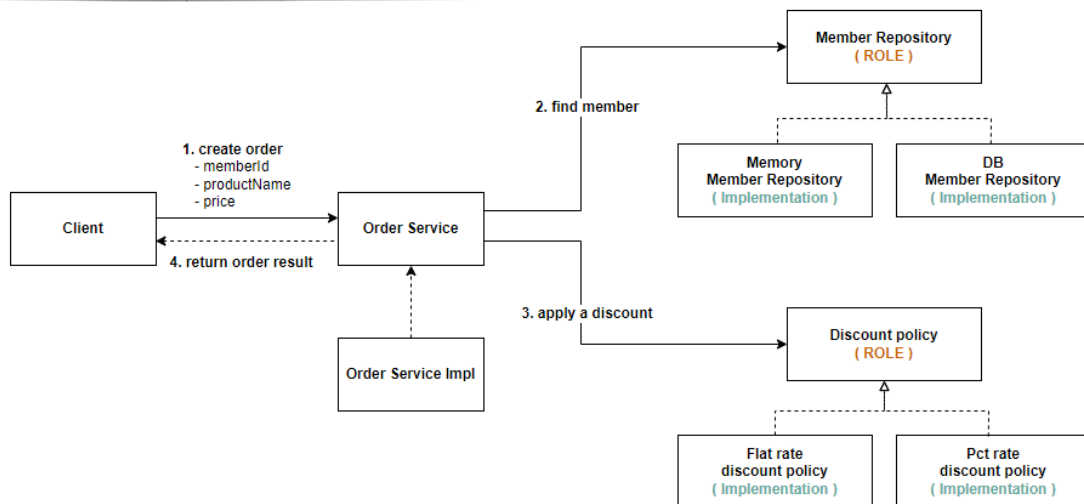 Member Repository
( ROLE )
2. find member
Memory
Member Repository
( Implementation )
DB
Member Repository
( Implementation )
1. create order
- memberId
- productName
- price
Client
Order Service
4. return order result
3. apply a discount
Order Service Impl
Discount policy
( ROLE )
Flat rate
discount policy
( Implementation )
Pct rate
discount policy
( Implementation )